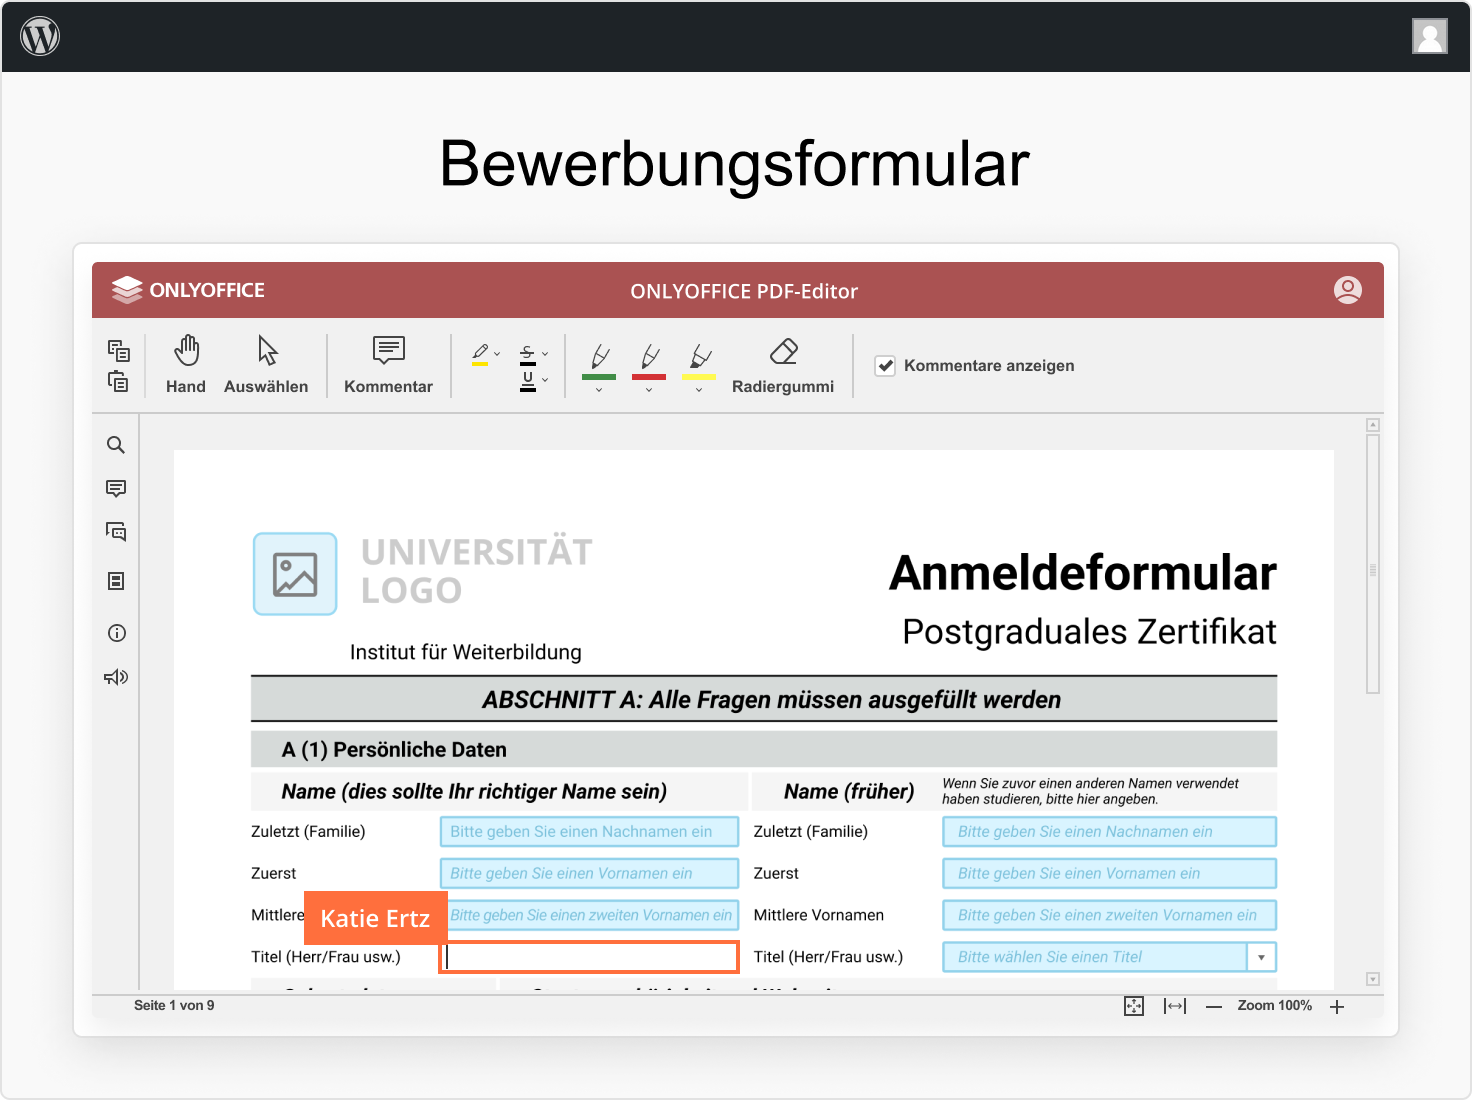 Bewerbungsformular
ONLYOFFICE
ONLYOFFICE PDF-Editor
Hand
Auswählen
Kommentar
S
U
Radiergummi
Kommentare anzeigen
UNIVERSITÄT
LOGO
Institut für Weiterbildung
Anmeldeformular
Postgraduales Zertifikat
ABSCHNITT A: Alle Fragen müssen ausgefüllt werden
A (1) Persönliche Daten
Name (dies sollte Ihr richtiger Name sein)
Name (früher)
Wenn Sie zuvor einen anderen Namen verwendet
haben studieren, bitte hier angeben.
Zuletzt (Familie)
Bitte geben Sie einen Nachnamen ein
Zuletzt (Familie)
Bitte geben Sie einen Nachnamen ein
Zuerst
Bitte geben Sie einen Vornamen ein
Zuerst
Bitte geben Sie einen Vornamen ein
Mittlere
Katie Ertz
Bitte geben Sie einen zweiten Vornamen ein
Mittlere Vornamen
Bitte geben Sie einen zweiten Vornamen ein
Titel (Herr/Frau usw.)
Titel (Herr/Frau usw.)
Bitte wählen Sie einen Titel
Seite 1 von 9
Zoom 100%